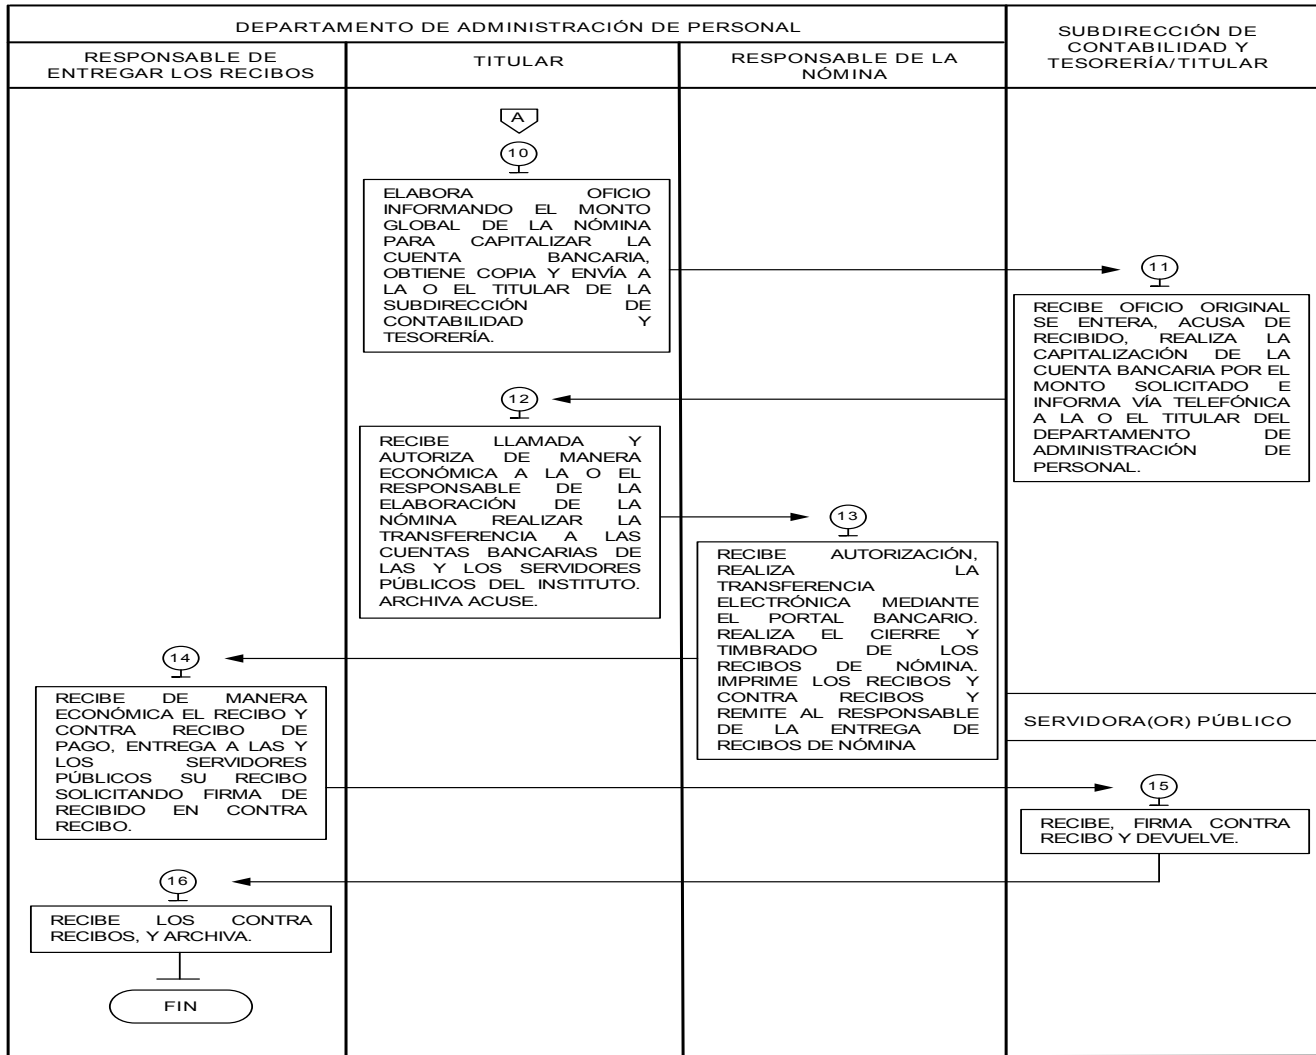 DEPARTAMENTO DE ADMINISTRACIÓN DE PERSONAL
SUBDIRECCIÓN DE
CONTABILIDAD Y
TESORERÍA/TITULAR
RESPONSABLE DE
ENTREGAR LOS RECIBOS
TITULAR
RESPONSABLE DE LA
NÓMINA
A
10
ELABORA OFICIO
INFORMANDO EL MONTO
GLOBAL DE LA NÓMINA
PARA CAPITALIZAR LA
CUENTA BANCARIA,
OBTIENE COPIA Y ENVÍA A
LA O EL TITULAR DE LA
SUBDIRECCIÓN DE
CONTABILIDAD Y
TESORERÍA.
11
RECIBE OFICIO ORIGINAL
SE ENTERA, ACUSA DE
RECIBIDO, REALIZA LA
CAPITALIZACIÓN DE LA
CUENTA BANCARIA POR EL
MONTO SOLICITADO E
INFORMA VÍA TELEFÓNICA
A LA O EL TITULAR DEL
DEPARTAMENTO DE
ADMINISTRACIÓN DE
PERSONAL.
12
RECIBE LLAMADA Y
AUTORIZA DE MANERA
ECONÓMICA A LA O EL
RESPONSABLE DE LA
ELABORACIÓN DE LA
NÓMINA REALIZAR LA
TRANSFERENCIA A LAS
CUENTAS BANCARIAS DE
LAS Y LOS SERVIDORES
PÚBLICOS DEL INSTITUTO.
ARCHIVA ACUSE.
13
RECIBE AUTORIZACIÓN,
REALIZA LA
TRANSFERENCIA
ELECTRÓNICA MEDIANTE
EL PORTAL BANCARIO.
REALIZA EL CIERRE Y
TIMBRADO DE LOS
RECIBOS DE NÓMINA.
IMPRIME LOS RECIBOS Y
CONTRA RECIBOS Y
REMITE AL RESPONSABLE
DE LA ENTREGA DE
RECIBOS DE NÓMINA
14
RECIBE DE MANERA
ECONÓMICA EL RECIBO Y
CONTRA RECIBO DE
PAGO, ENTREGA A LAS Y
LOS SERVIDORES
PÚBLICOS SU RECIBO
SOLICITANDO FIRMA DE
RECIBIDO EN CONTRA
RECIBO.
SERVIDORA(OR) PÚBLICO
15
RECIBE, FIRMA CONTRA
RECIBO Y DEVUELVE.
16
RECIBE LOS CONTRA
RECIBOS, Y ARCHIVA.
FIN